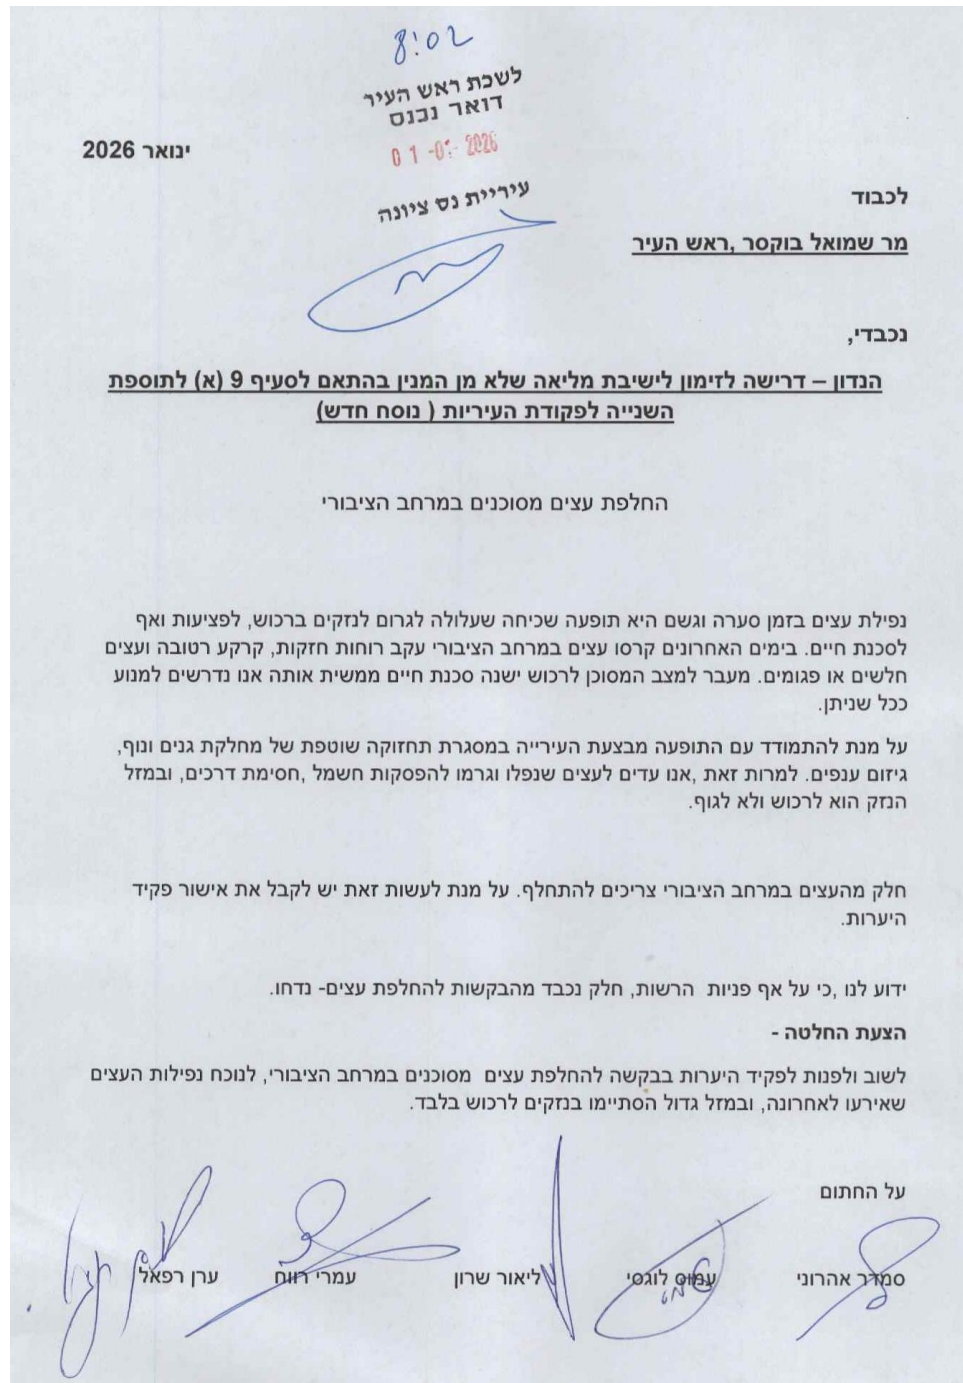 8:02
לשכת ראש העיר
דואר נכנס
ינואר 2026
01 -01- 2026
עיריית נס ציונה
לכבוד
מר שמואל בוקסר ,ראש העיר
נכבדי,
הנדון – דרישה לזימון לישיבת מליאה שלא מן המנין בהתאם לסעיף 9 (א) לתוספת
השנייה לפקודת העיריות ( נוסח חדש)
החלפת עצים מסוכנים במרחב הציבורי
נפילת עצים בזמן סערה וגשם היא תופעה שכיחה שעלולה לגרום לנזקים ברכוש, לפציעות ואף
לסכנת חיים. בימים האחרונים קרסו עצים במרחב הציבורי עקב רוחות חזקות, קרקע רטובה ועצים
חלשים או פגומים. מעבר למצב המסוכן לרכוש ישנה סכנת חיים ממשית אותה אנו נדרשים למנוע
ככל שניתן.
על מנת להתמודד עם התופעה מבצעת העירייה במסגרת תחזוקה שוטפת של מחלקת גנים ונוף,
גיזום ענפים. למרות זאת ,אנו עדים לעצים שנפלו וגרמו להפסקות חשמל ,חסימת דרכים, ובמזל
הנזק הוא לרכוש ולא לגוף.
חלק מהעצים במרחב הציבורי צריכים להתחלף. על מנת לעשות זאת יש לקבל את אישור פקיד
היערות.
ידוע לנו ,כי על אף פניות הרשות, חלק נכבד מהבקשות להחלפת עצים- נדחו.
הצעת החלטה -
לשוב ולפנות לפקיד היערות בבקשה להחלפת עצים מסוכנים במרחב הציבורי, לנוכח נפילות העצים
שאירעו לאחרונה, ובמזל גדול הסתיימו בנזקים לרכוש בלבד.
על החתום
סמדר אהרוני עמוס לוגסי ליאור שרון עמרי רווח ערן רפאל